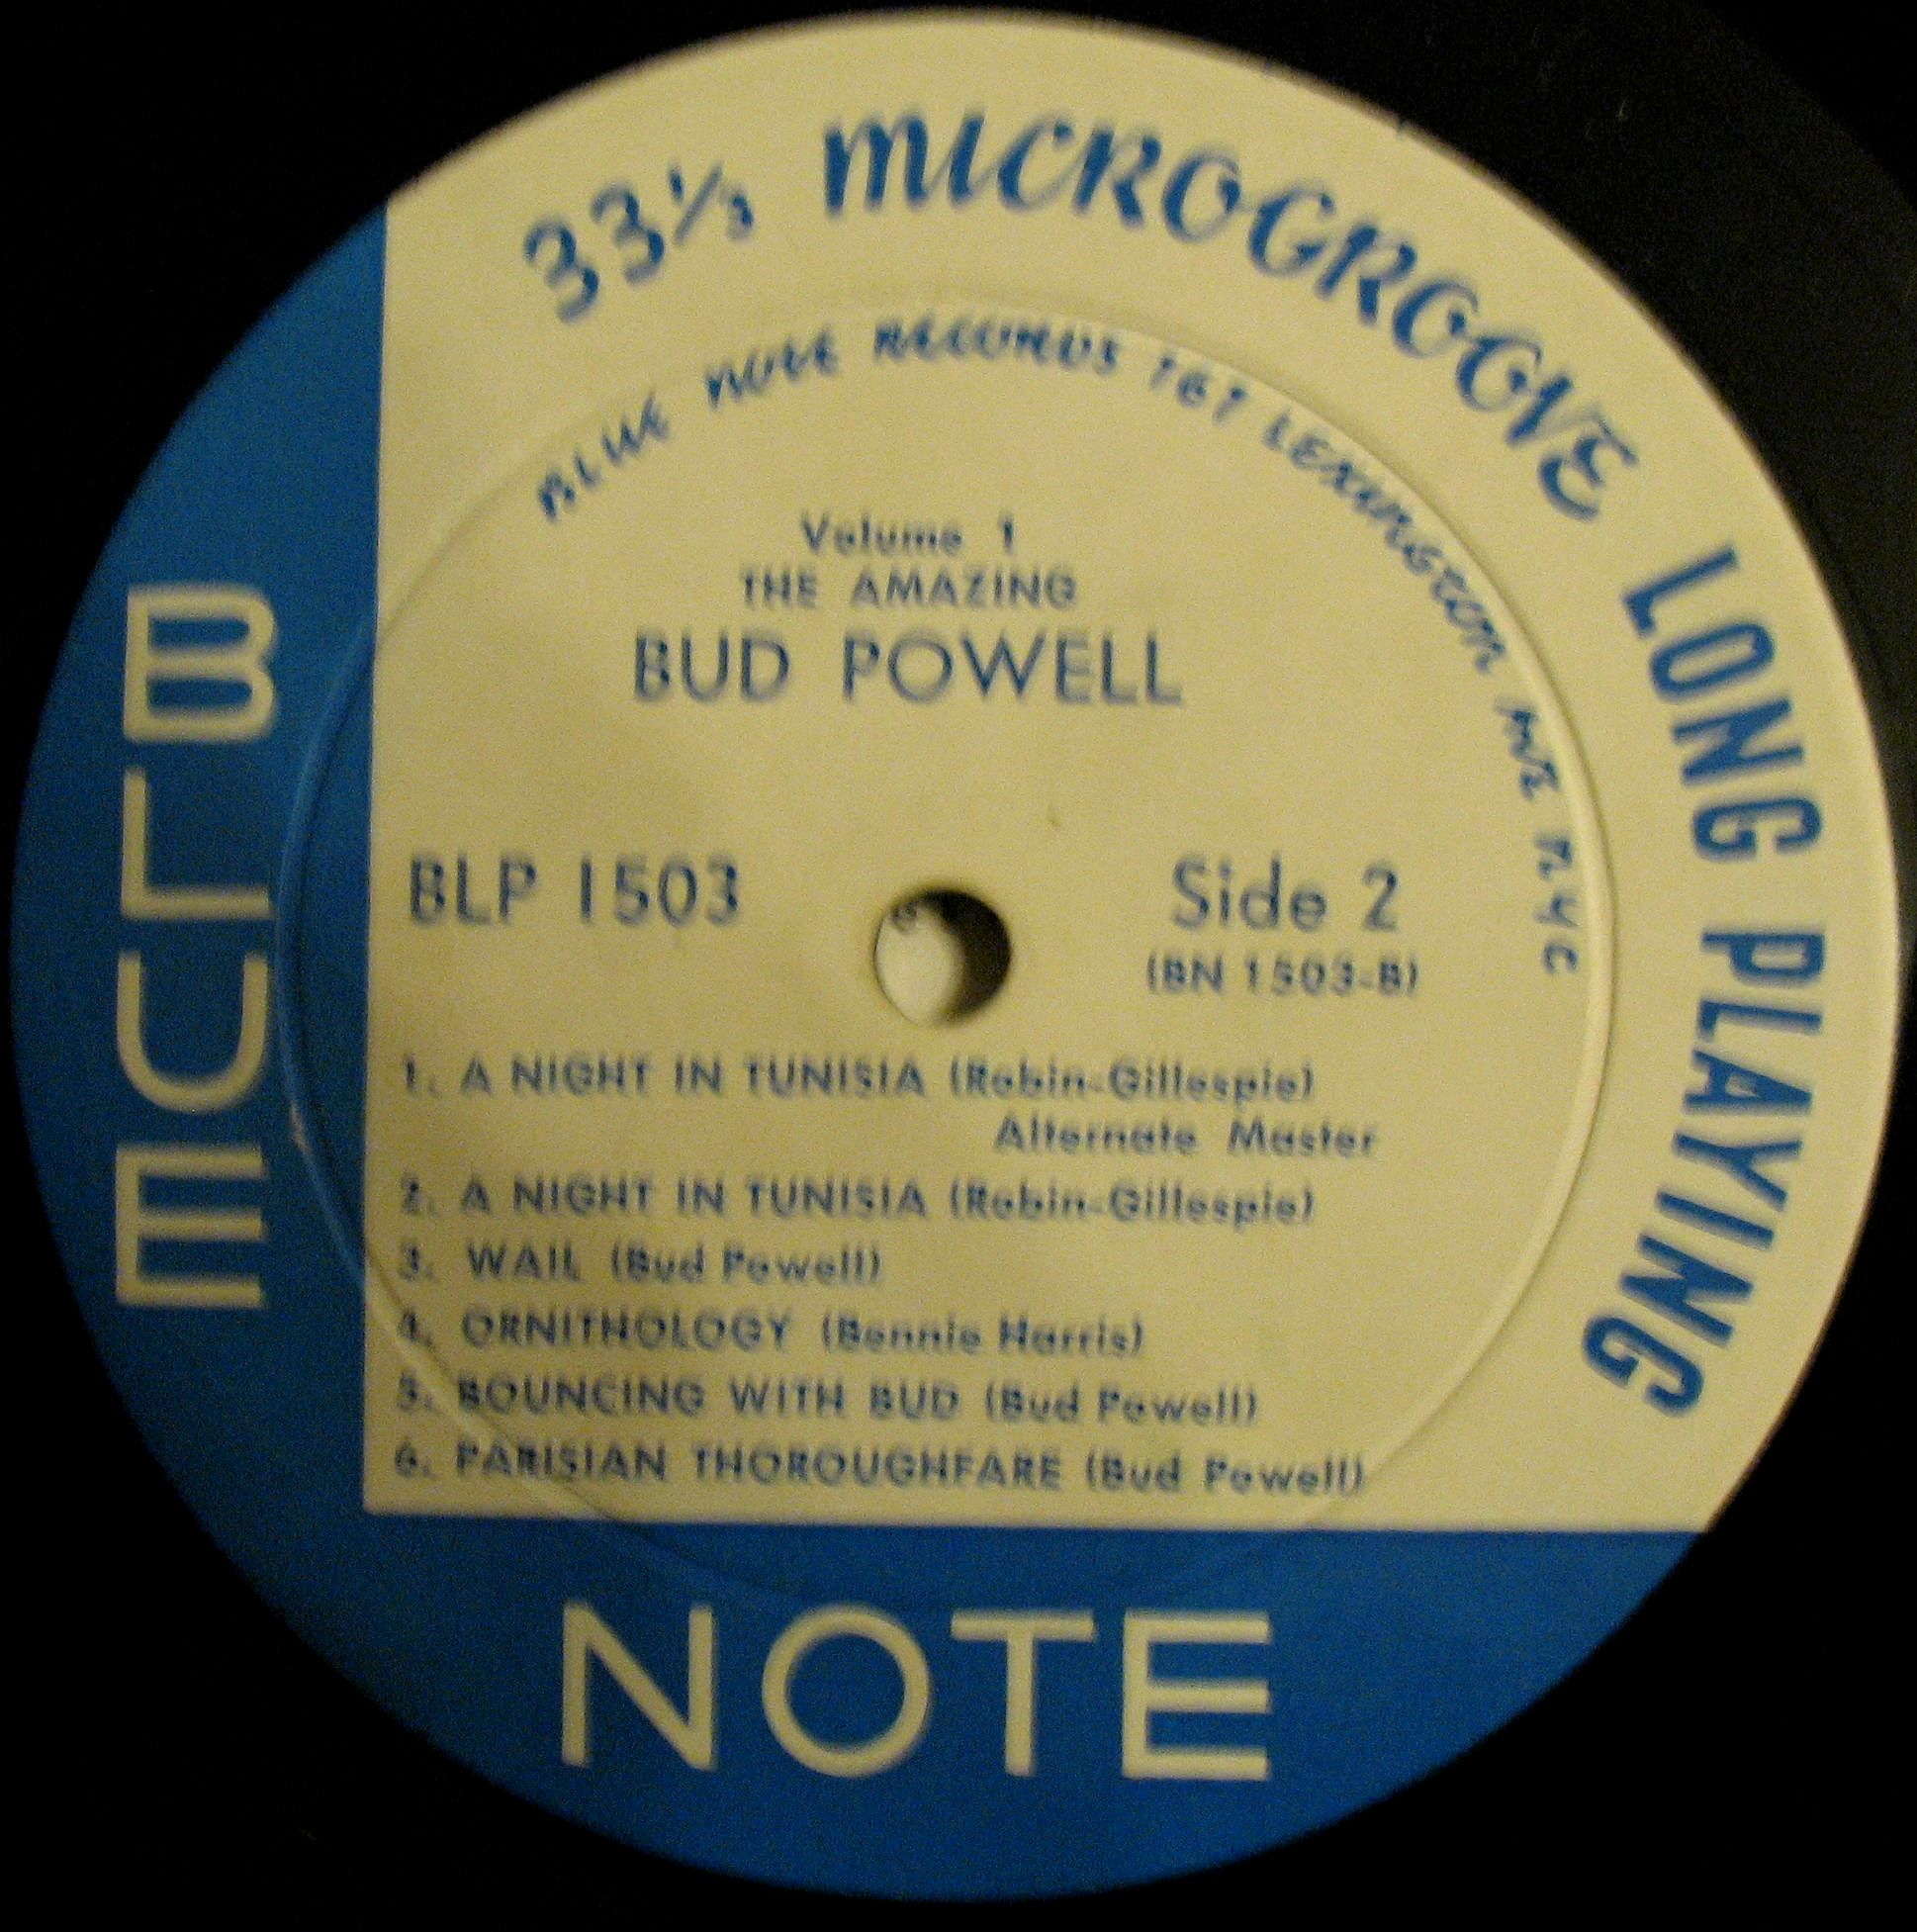 33⅓ MICROGROOVE LONG PLAYING
BLUE NOTE RECORDS 767 LEXINGTON AVE NYC
Volume 1
THE AMAZING
BUD POWELL
BLP 1503
Side 2
(BN 1503-B)
1. A NIGHT IN TUNISIA (Robin-Gillespie)
Alternate Master
2. A NIGHT IN TUNISIA (Robin-Gillespie)
3. WAIL (Bud Powell)
4. ORNITHOLOGY (Bennie Harris)
5. BOUNCING WITH BUD (Bud Powell)
6. PARISIAN THOROUGHFARE (Bud Powell)
BLUE
NOTE